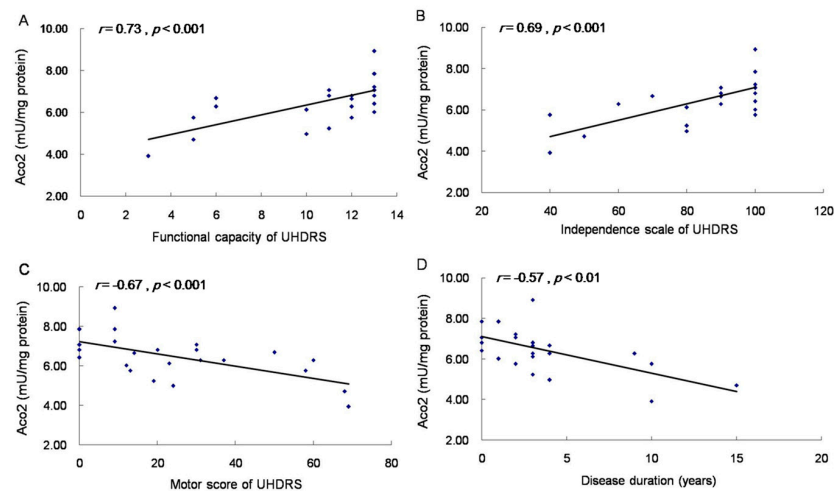 A
r= 0.73 , p< 0.001
10.00
8.00
6.00
4.00
2.00
Aco2 (mU/mg protein)
0 2 4 6 8 10 12 14
Functional capacity of UHDRS
B
r= 0.69 , p< 0.001
10.00
8.00
6.00
4.00
2.00
Aco2 (mU/mg protein)
20 40 60 80 100 120
Independence scale of UHDRS
C
r= -0.67 , p< 0.001
10.00
8.00
6.00
4.00
2.00
Aco2 (mU/mg protein)
0 20 40 60 80
Motor score of UHDRS
D
r= -0.57 , p< 0.01
10.00
8.00
6.00
4.00
2.00
Aco2 (mU/mg protein)
0 5 10 15 20
Disease duration (years)